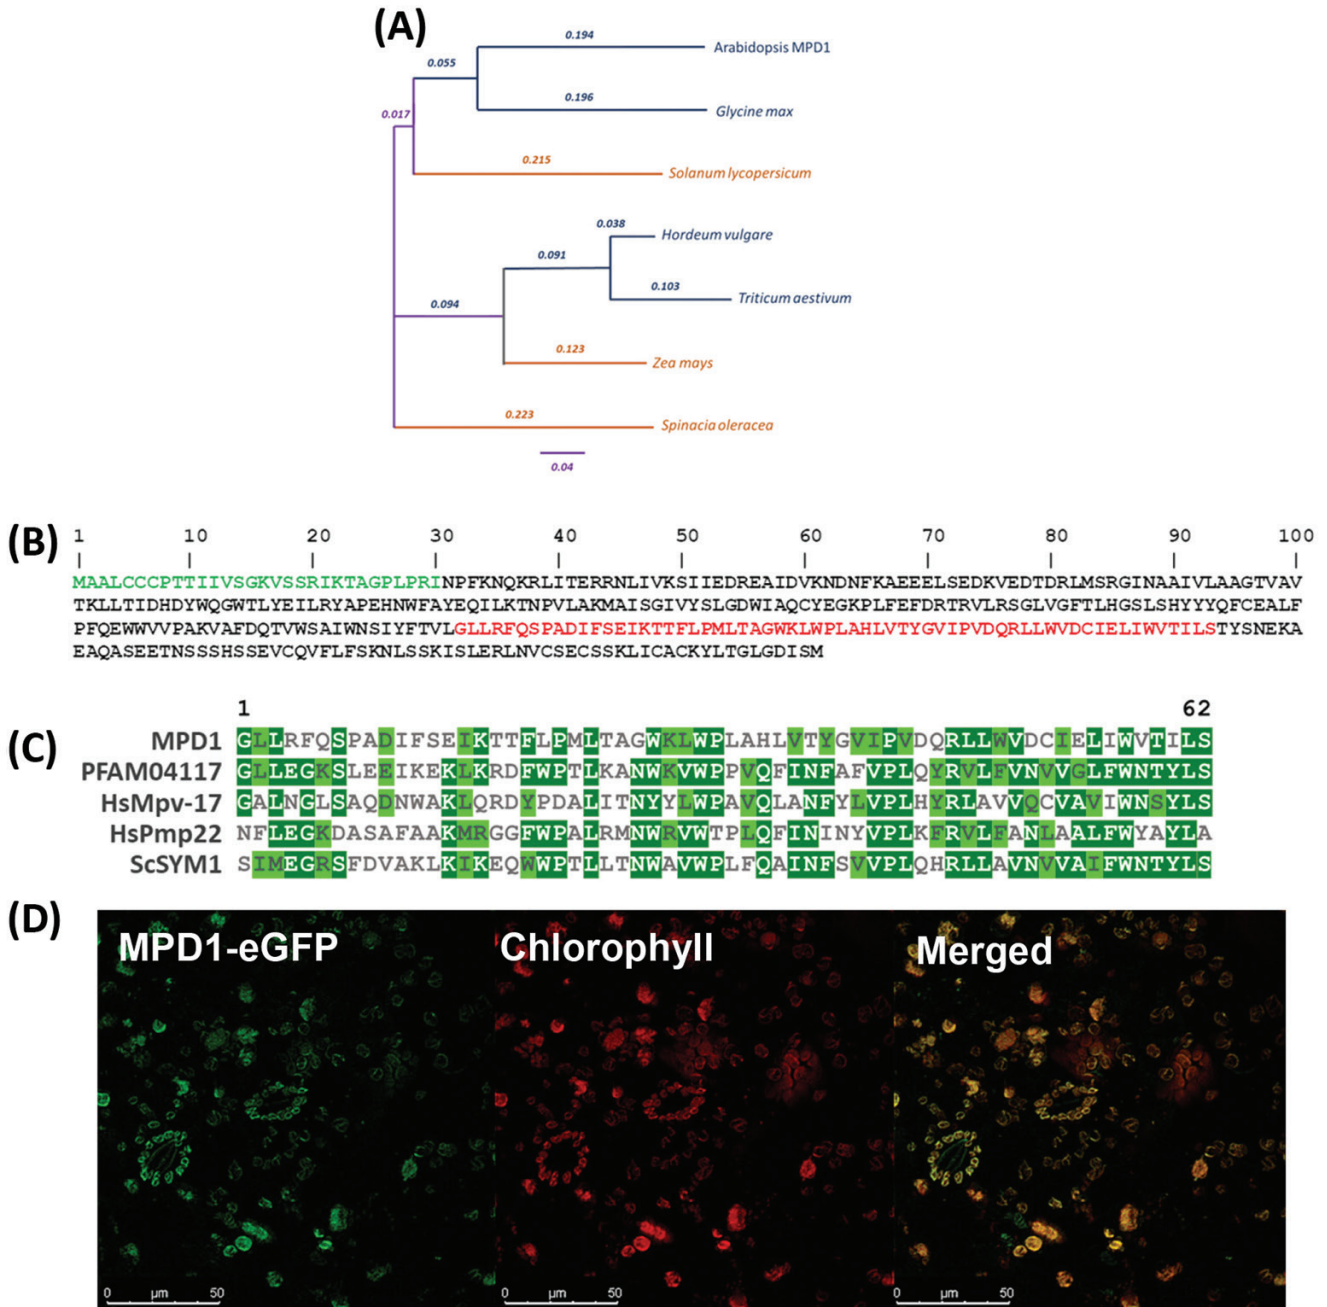 (A)
0.194
Arabidopsis MPD1
0.055
0.196
Glycine max
0.017
0.215
Solanum lycopersicum
0.038
Hordeum vulgare
0.091
0.103
Triticum aestivum
0.094
0.123
Zea mays
0.223
Spinacia oleracea
0.04
(B)
1 10 20 30 40 50 60 70 80 90 100
MAALCCCPTTIIVSGKVSSRIKTAGPLPRINPFKNQKRLITERRNLIVKSIIEDREAIDVKNDNFKAEEELSEDKVEDTDRLMSRGINAAIVLAAGTVAV
TKLLTIDHDYWQGWTLYEILRYAPEHNWFAYEQILKTNPVLAKMAISGIVYSLGDWIAQCYEGKPLFEFDRTRVLRSGLVGFTLHGSLSHYYYQFCEALF
PFQEWWVVPAKVAFDQTVWSAIWNSIYFTVLGLLRFQSPADIFSEIKTTFLPMLTAGWKLWPLAHLVTYGVIPVDQRLLWVDCIELIWVTILSTYSNEKA
EAQASEETNSSSHSSEVCQVFLFSKNLSSKISLERLNVCSECSSKLICACKYLTGLGDISM
(C)
1 62
MPD1 GLLRFQSPADIFSEIKTTFLPMLTAGWKLWPLAHLVTYGVIPVDQRLLWVDCIELIWVTILS
PFAM04117 GLLEGKSLEEIKEKLKRDFWPTLKANWKVWPPVQFINFAFVPLQYRVLFVNVVGLFWNTYLS
HsMpv-17 GALNGLSAQDNWAKLQRDYPDALITNYYLWPAVQLANFYLVPLHYRLAVVQCVAVIWNSYLS
HsPmp22 NFLEGKDASAFAAKMRGGFWPALRMNWRVWTPLQFININYVPLKFRVLFANLAALFWYAYLA
ScSYM1 SIMEGRSFDVAKLKIKEQWWPTLLTNWAVWPLFQAINFSVVPLQHRLLAVNVVAIFWNTYLS
(D)
MPD1-eGFP
Chlorophyll
Merged
0 µm 50
0 µm 50
0 µm 50